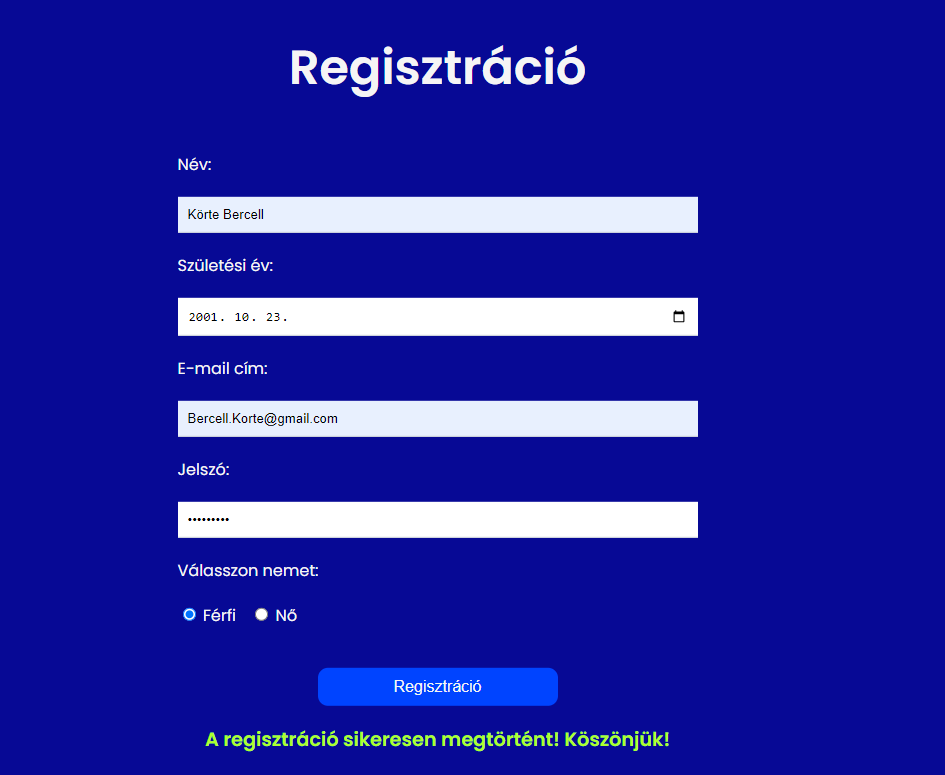 Regisztráció
Név:
Körte Bercell
Születési év:
2001. 10. 23.
E-mail cím:
Bercell.Korte@gmail.com
Jelszó:
•••••••••
Válasszon nemet:
Férfi Nő
Regisztráció
A regisztráció sikeresen megtörtént! Köszönjük!